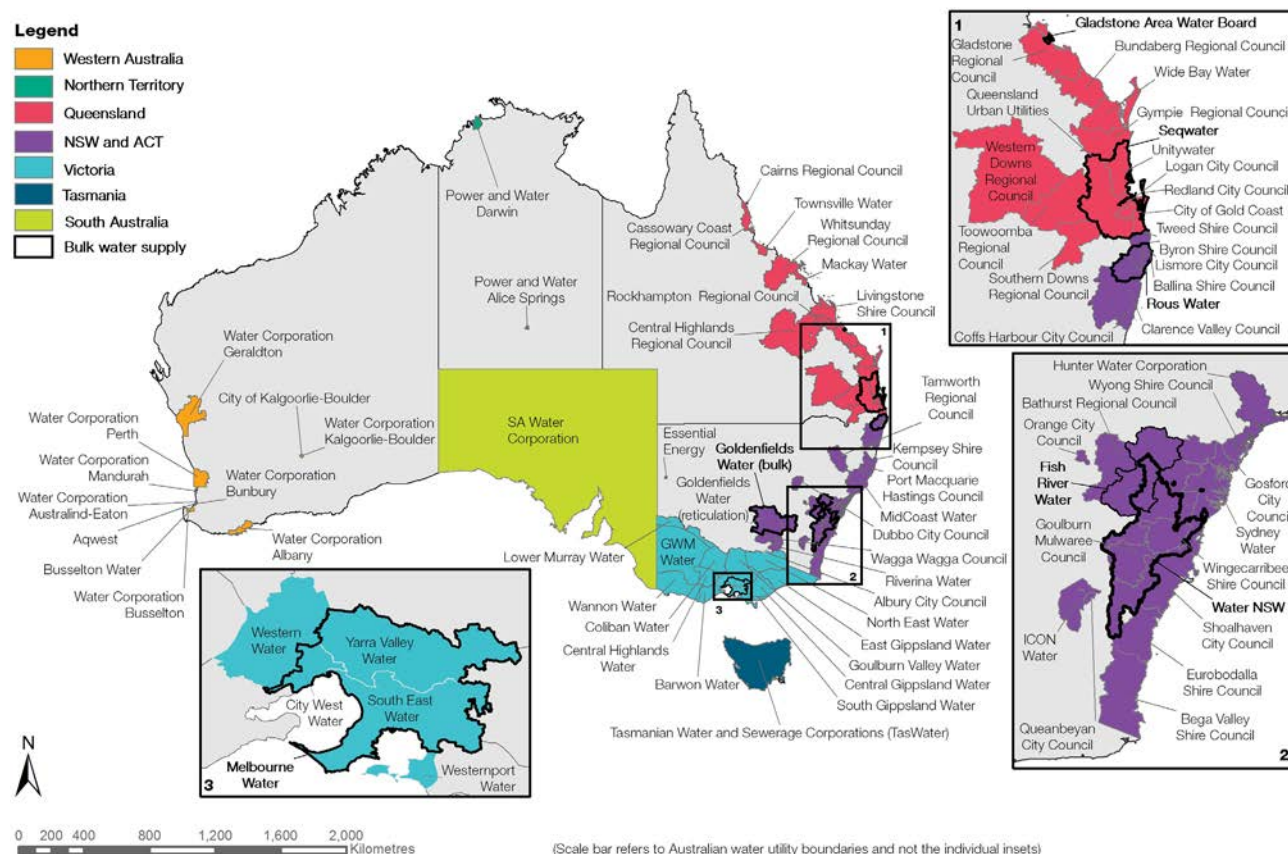 Legend
Western Australia
Northern Territory
Queensland
NSW and ACT
Victoria
Tasmania
South Australia
Bulk water supply
Power and Water
Darwin
Power and Water
Alice Springs
Water Corporation
Geraldton
City of Kalgoorlie-Boulder
Water Corporation
Kalgoorlie-Boulder
Water Corporation
Perth
Water Corporation
Mandurah
Water Corporation
Bunbury
Water Corporation
Australind-Eaton
Aqwest
Water Corporation
Albany
Busselton Water
Water Corporation
Busselton
SA Water
Corporation
Cairns Regional Council
Townsville Water
Cassowary Coast
Regional Council
Whitsunday
Regional Council
Mackay Water
Rockhampton Regional Council
Livingstone
Shire Council
Central Highlands
Regional Council
1
Tamworth
Regional
Council
Essential
Energy
Goldenfields
Water (bulk)
Goldenfields
Water
(reticulation)
Kempsey Shire
Council
Port Macquarie
Hastings Council
MidCoast Water
Dubbo City Council
2
Wagga Wagga Council
Riverina Water
Albury City Council
North East Water
East Gippsland Water
Goulburn Valley Water
Central Gippsland Water
South Gippsland Water
Lower Murray Water
GWM
Water
3
Wannon Water
Coliban Water
Central Highlands
Water
Barwon Water
Tasmanian Water and Sewerage Corporations (TasWater)
1
Gladstone Area Water Board
Gladstone
Regional
Council
Bundaberg Regional Council
Wide Bay Water
Queensland
Urban Utilities
Gympie Regional Council
Seqwater
Unitywater
Western
Downs
Regional
Council
Logan City Council
Redland City Council
City of Gold Coast
Tweed Shire Council
Toowoomba
Regional
Council
Byron Shire Council
Lismore City Council
Southern Downs
Regional Council
Ballina Shire Council
Rous Water
Clarence Valley Council
Coffs Harbour City Council
Hunter Water Corporation
Wyong Shire Council
Bathurst Regional Council
Orange City
Council
Fish
River
Water
Gosford
City
Council
Sydney
Water
Goulburn
Mulwaree
Council
Wingecarribee
Shire Council
Water NSW
Shoalhaven
City Council
ICON
Water
Eurobodalla
Shire Council
Queanbeyan
City Council
Bega Valley
Shire Council
2
Western
Water
Yarra Valley
Water
City West
Water
South East
Water
Melbourne
Water
Westernport
Water
3
N
0 200 400 800 1,200 1,600 2,000
Kilometres
(Scale bar refers to Australian water utility boundaries and not the individual insets)